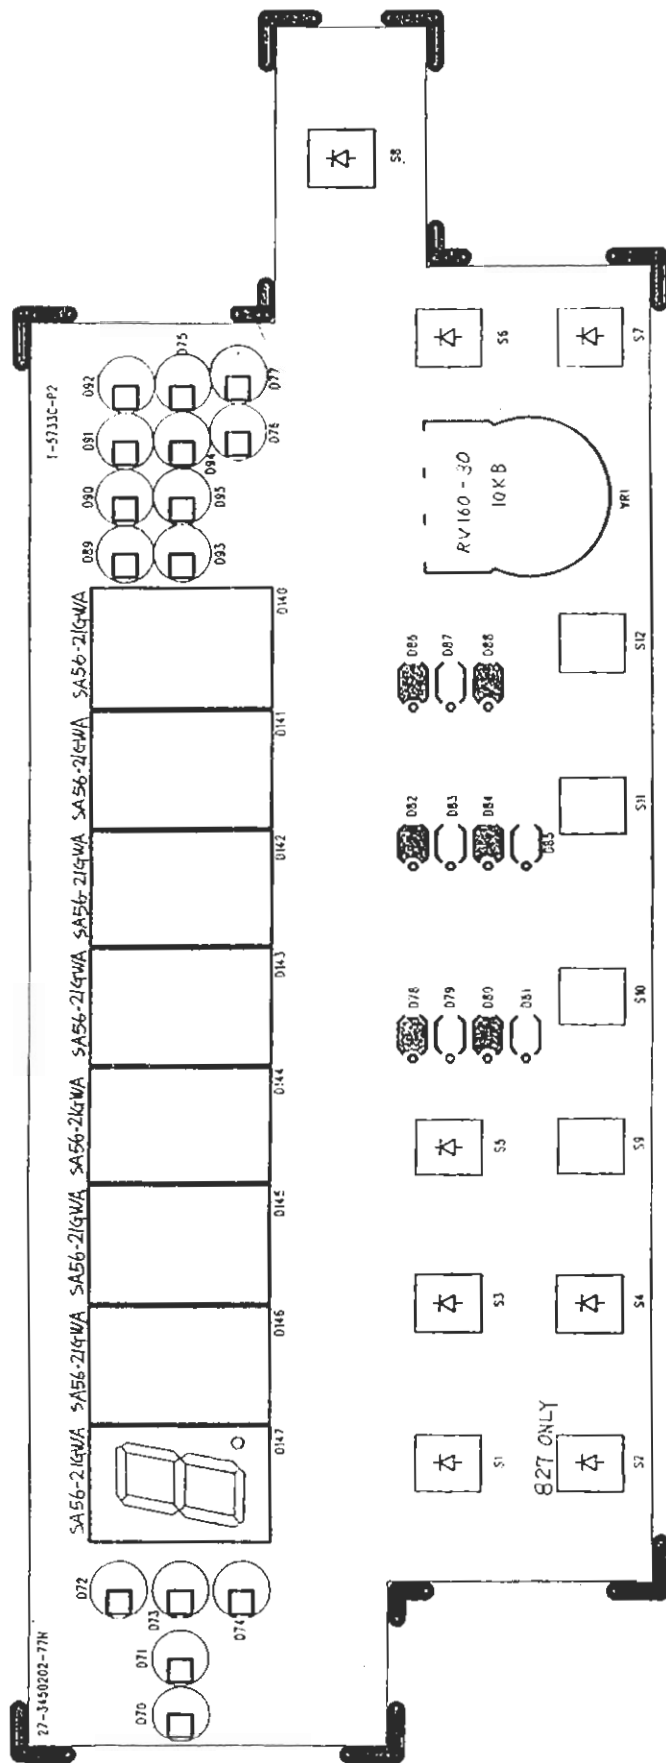 S8
S6
S7
1-5733C-P2
D92
D75
D77
D91
D94
D76
D90
D95
D89
D93
RV160-30
10KB
VR1
SA56-21GWA
D140
SA56-21GWA
D141
SA56-21GWA
D142
SA56-21GWA
D143
SA56-21GWA
D144
SA56-21GWA
D145
SA56-21GWA
D146
SA56-21GWA
D147
D86
D87
D88
S12
D82
D83
D84
D85
S11
D78
D79
D80
D81
S10
S5
S9
S3
S4
S1
827 ONLY
S2
D72
D73
D74
D71
D70
27-3450202-77H